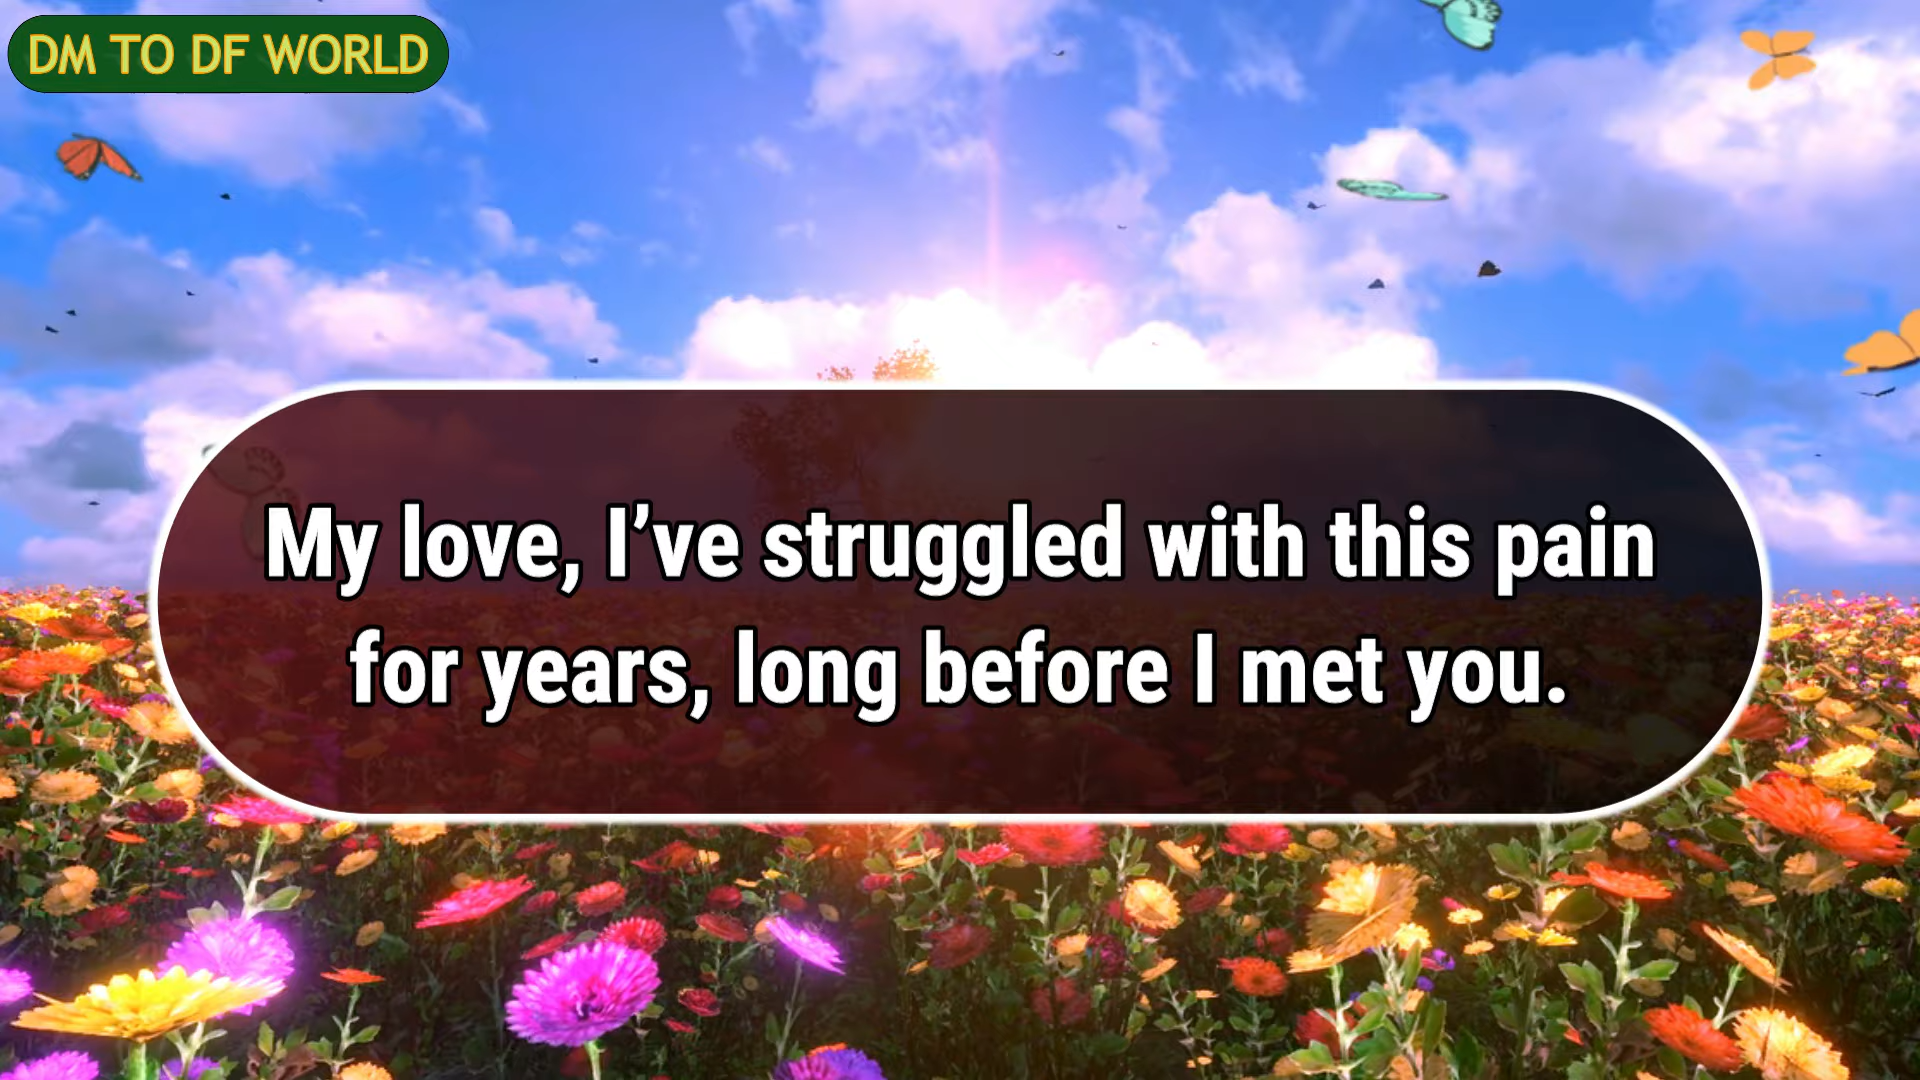 DM TO DF WORLD
My love, I’ve struggled with this pain
for years, long before I met you.